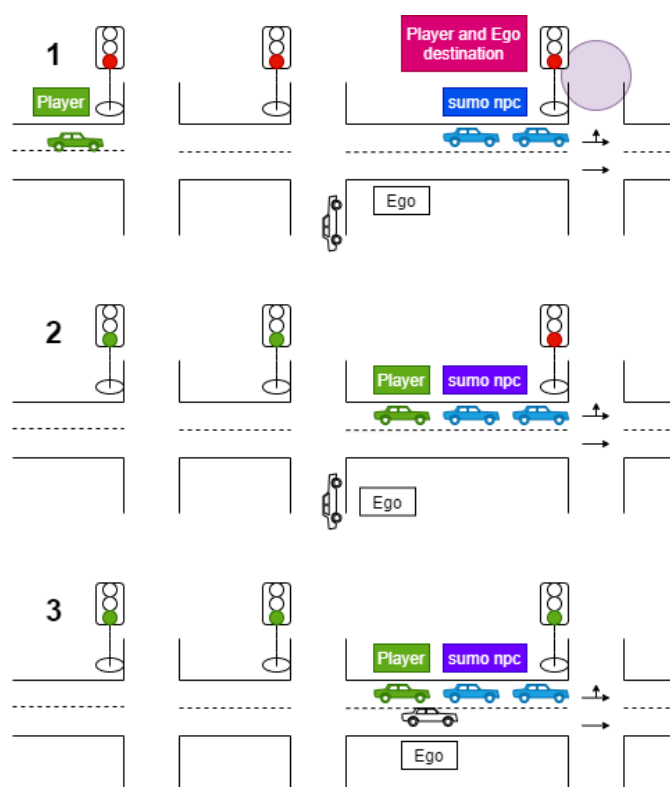 1
Player and Ego
destination
Player
sumo npc
Ego
2
Player
sumo npc
Ego
3
Player
sumo npc
Ego